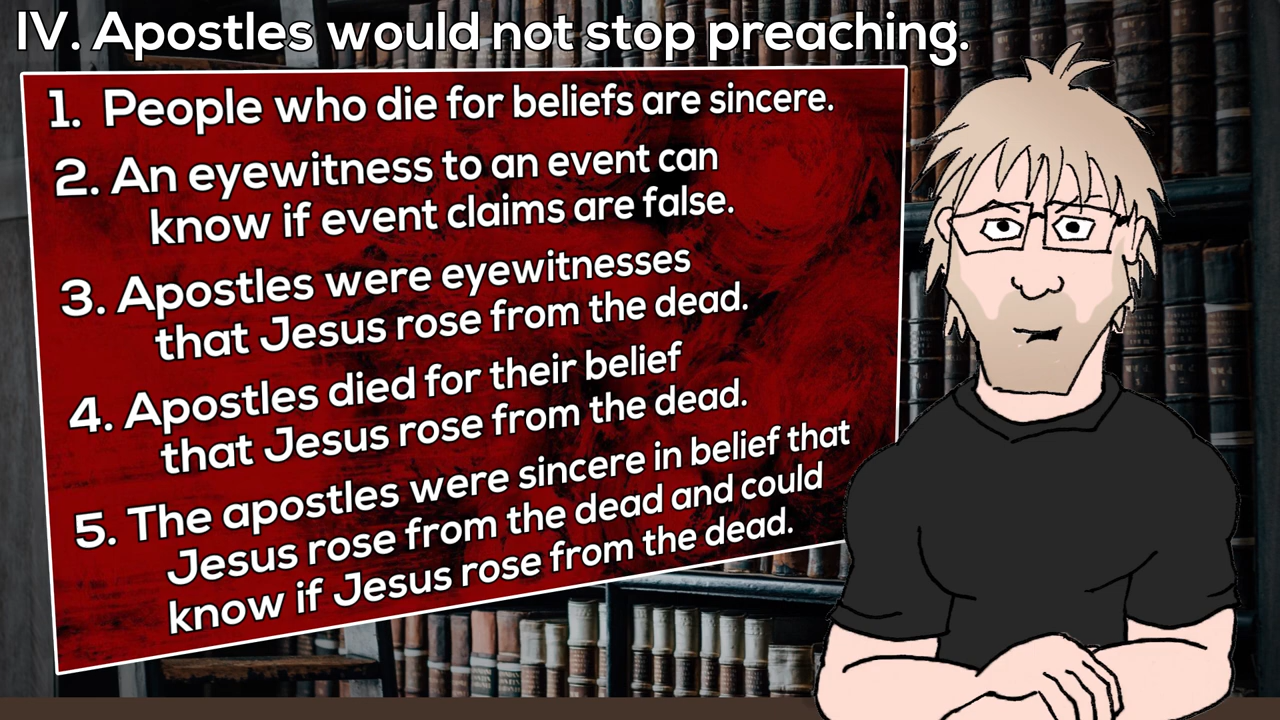 IV. Apostles would not stop preaching.
1. People who die for beliefs are sincere.
2. An eyewitness to an event can
know if event claims are false.
3. Apostles were eyewitnesses
that Jesus rose from the dead.
4. Apostles died for their belief
that Jesus rose from the dead.
5. The apostles were sincere in belief that
Jesus rose from the dead and could
know if Jesus rose from the dead.